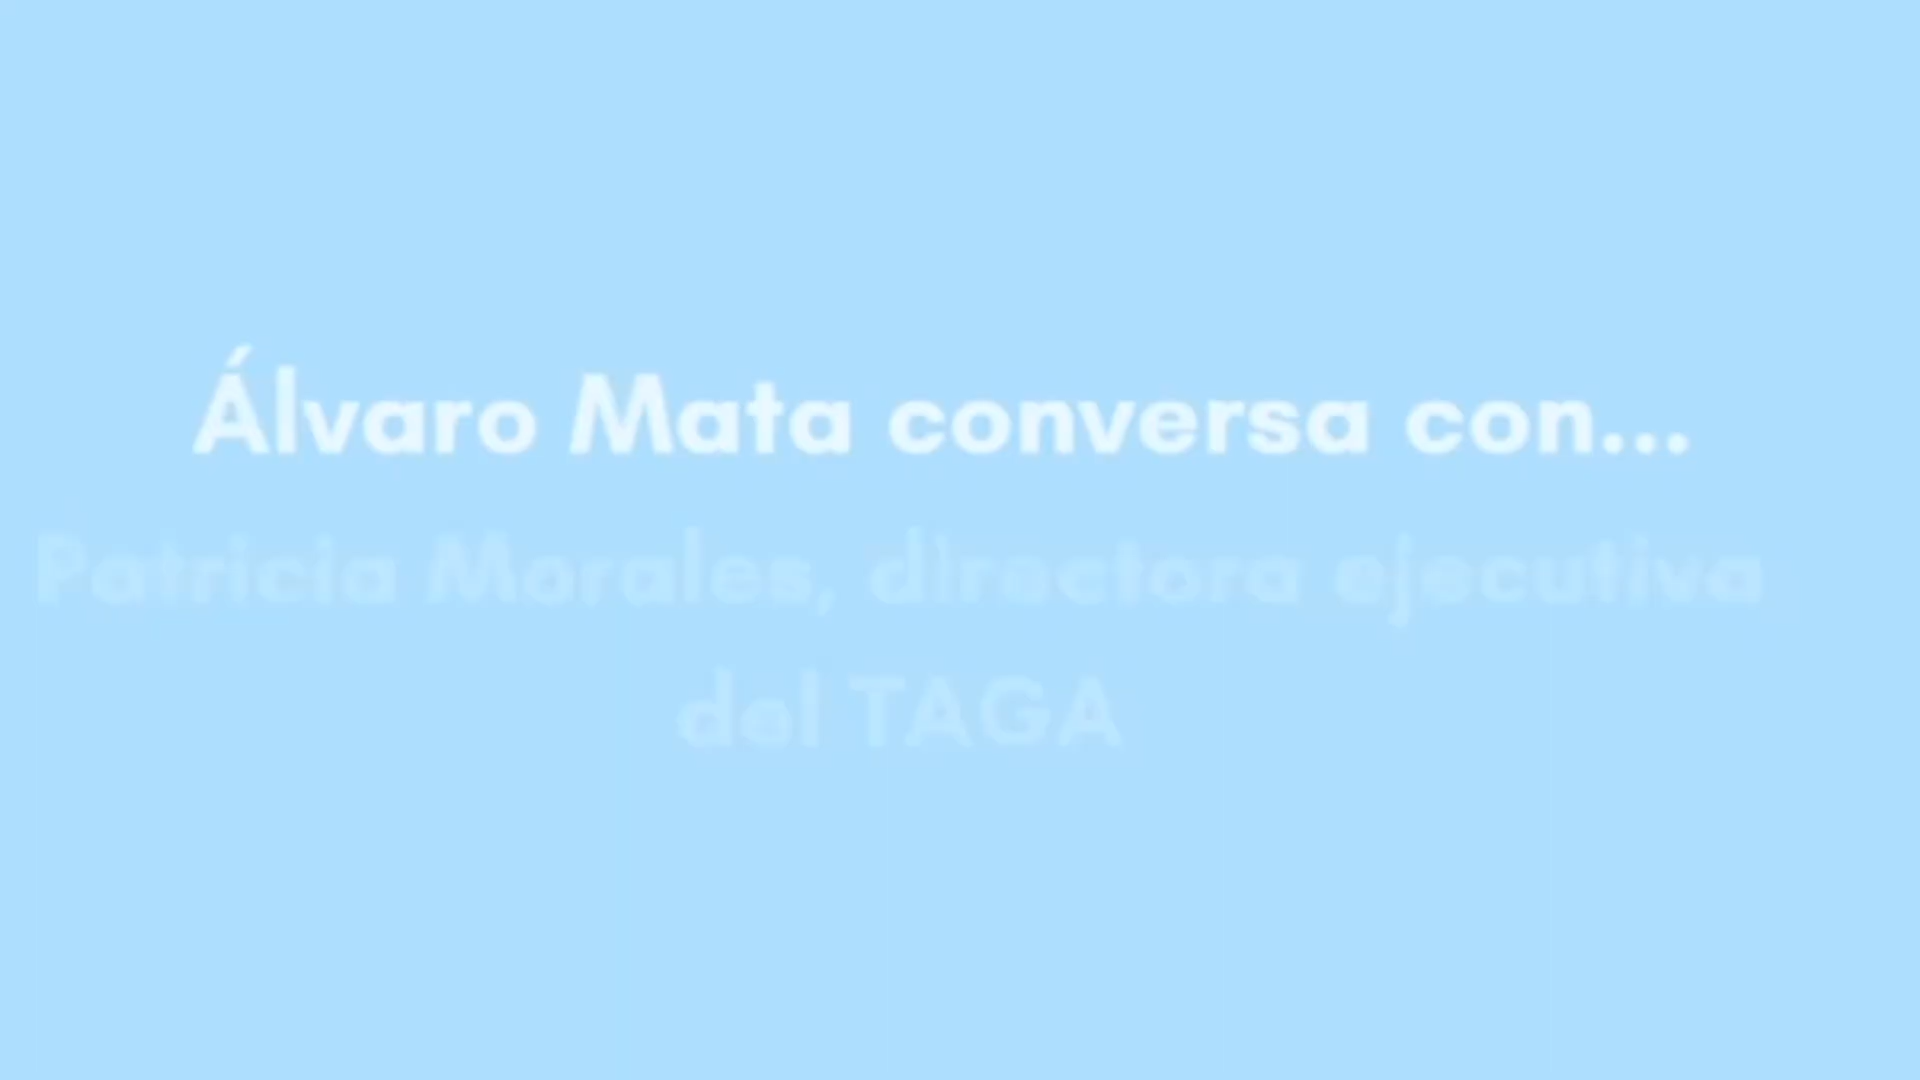 Álvaro Mata conversa con...
Patricia Morales, directora ejecutiva
del TAGA